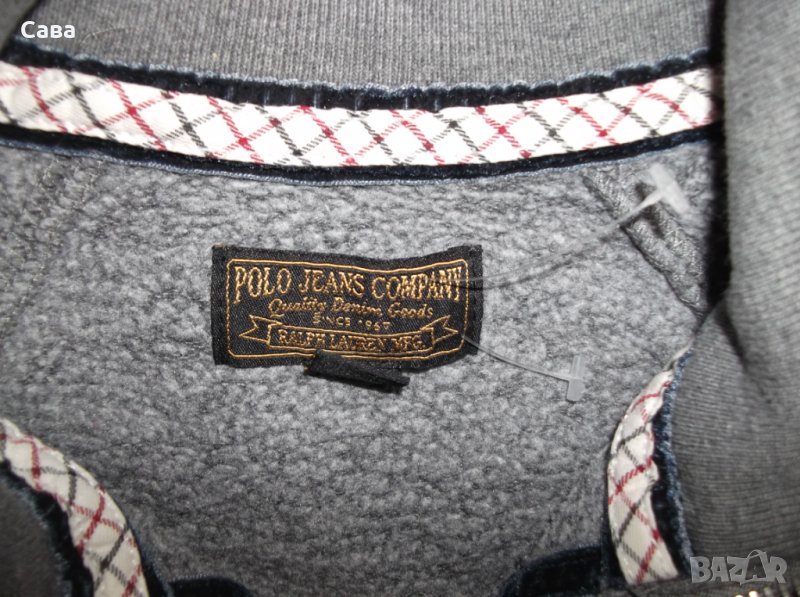 Сава
POLO JEANS COMPANY
Quality Denim Goods
SINCE 1967
RALPH LAUREN MFG.
BAZAR